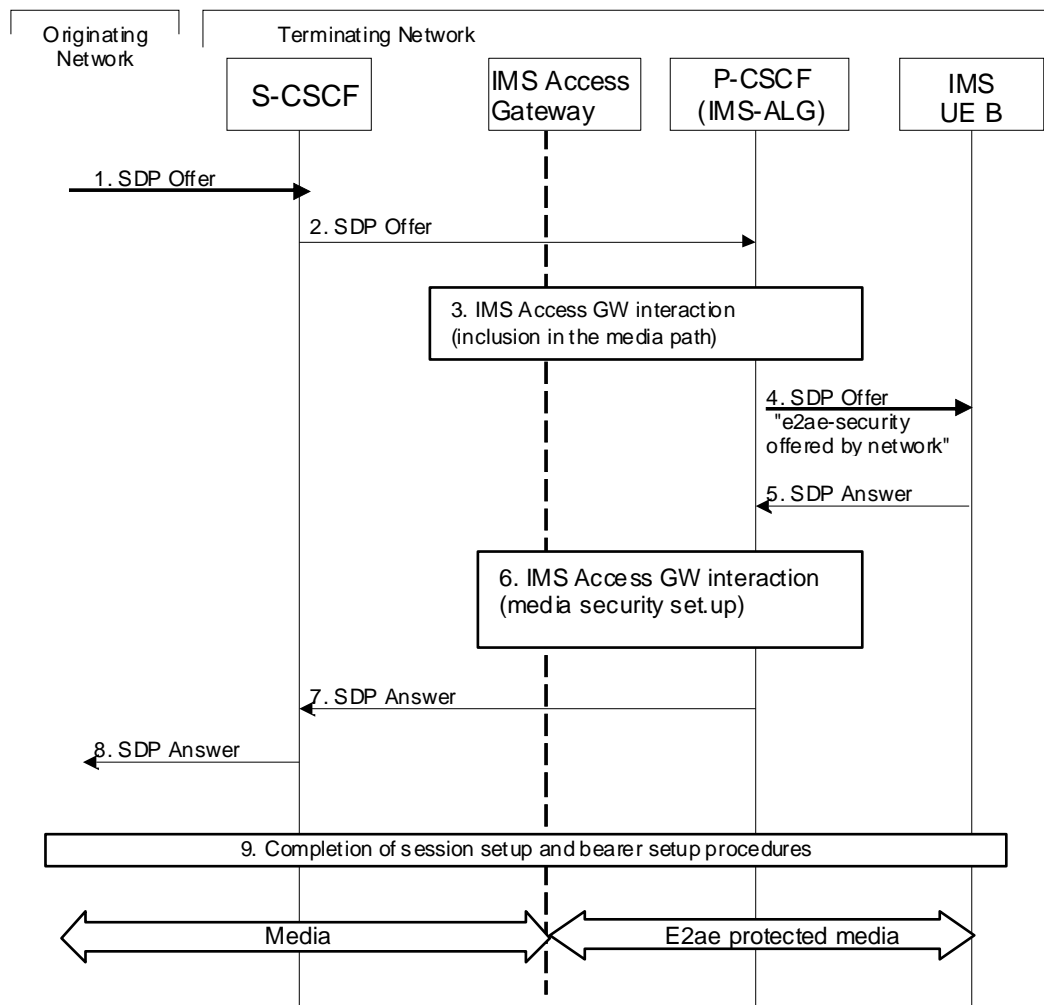 Originating
Network
Terminating Network
S-CSCF
IMS Access
Gateway
P-CSCF
(IMS-ALG)
IMS
UE B
1. SDP Offer
2. SDP Offer
3. IMS Access GW interaction
(inclusion in the media path)
4. SDP Offer
"e2ae-security
offered by network"
5. SDP Answer
6. IMS Access GW interaction
(media security set.up)
7. SDP Answer
8. SDP Answer
9. Completion of session setup and bearer setup procedures
Media
E2ae protected media